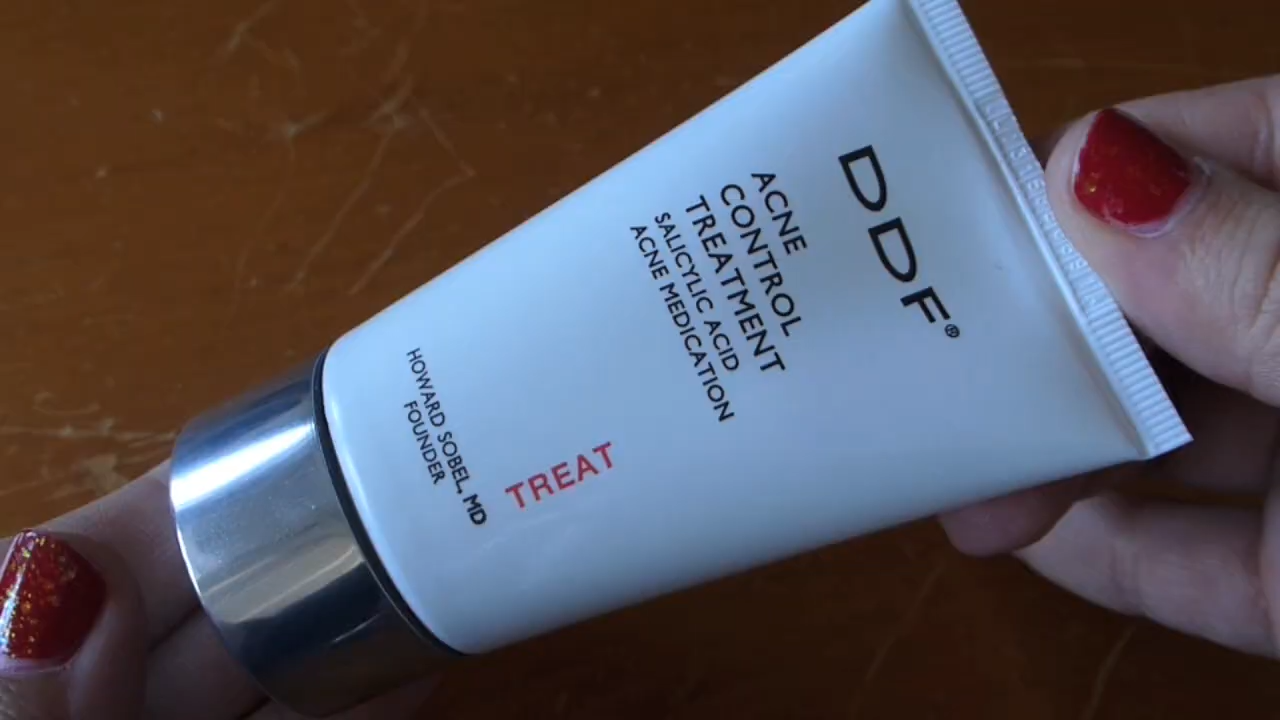 DDF®
ACNE
CONTROL
TREATMENT
SALICYLIC ACID
ACNE MEDICATION
TREAT
HOWARD SOBEL, MD
FOUNDER